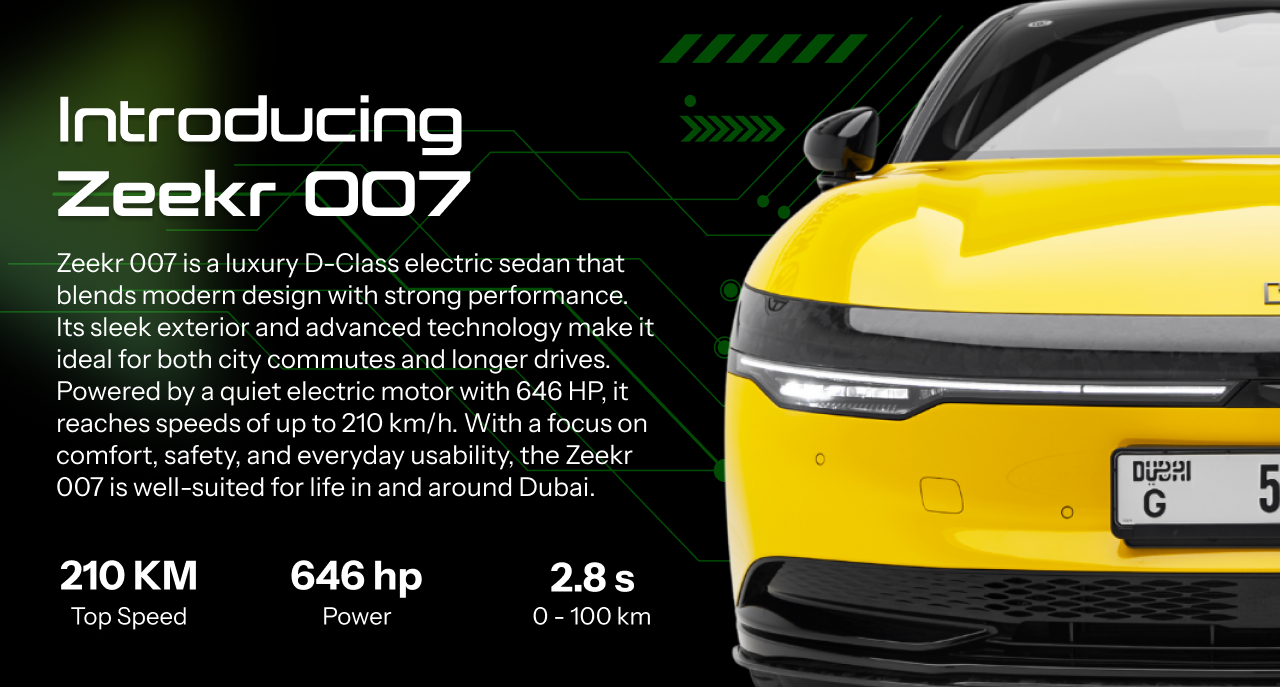 Introducing
Zeekr 007
Zeekr 007 is a luxury D-Class electric sedan that
blends modern design with strong performance.
Its sleek exterior and advanced technology make it
ideal for both city commutes and longer drives.
Powered by a quiet electric motor with 646 HP, it
reaches speeds of up to 210 km/h. With a focus on
comfort, safety, and everyday usability, the Zeekr
007 is well-suited for life in and around Dubai.
210 KM 646 hp 2.8 s
Top Speed Power 0 - 100 km
DUBAI
G 5